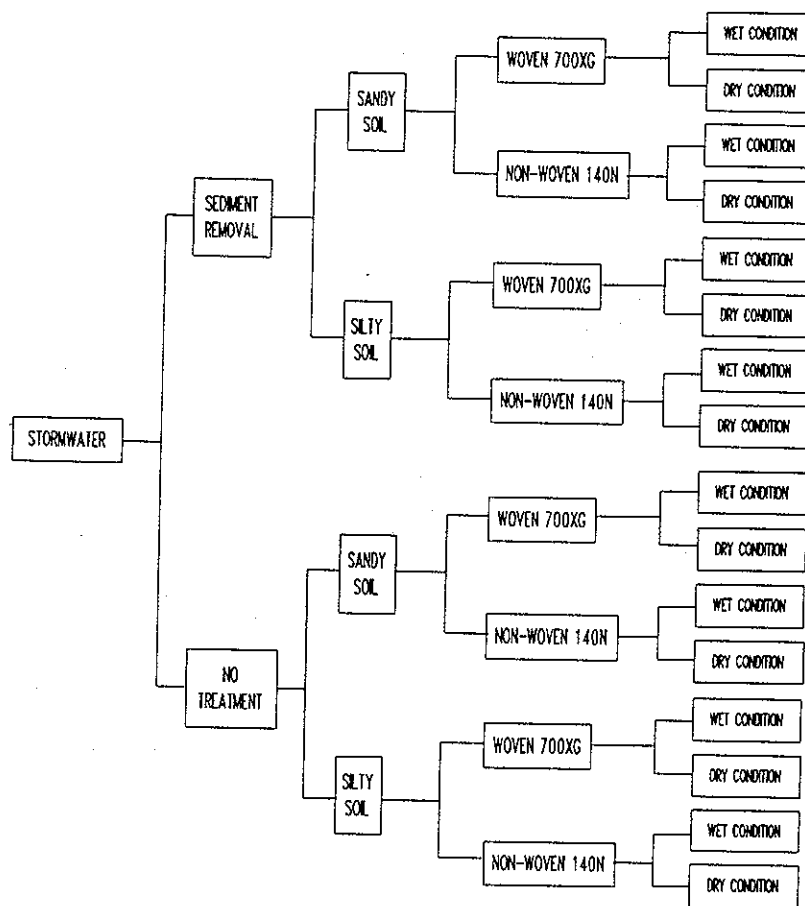 WET CONDITION
WOVEN 700XG
DRY CONDITION
SANDY
SOIL
WET CONDITION
NON-WOVEN 140N
DRY CONDITION
SEDIMENT
REMOVAL
WET CONDITION
WOVEN 700XG
DRY CONDITION
SILTY
SOIL
WET CONDITION
NON-WOVEN 140N
DRY CONDITION
STORMWATER
WET CONDITION
WOVEN 700XG
DRY CONDITION
SANDY
SOIL
WET CONDITION
NON-WOVEN 140N
DRY CONDITION
NO
TREATMENT
WET CONDITION
WOVEN 700XG
DRY CONDITION
SILTY
SOIL
WET CONDITION
NON-WOVEN 140N
DRY CONDITION